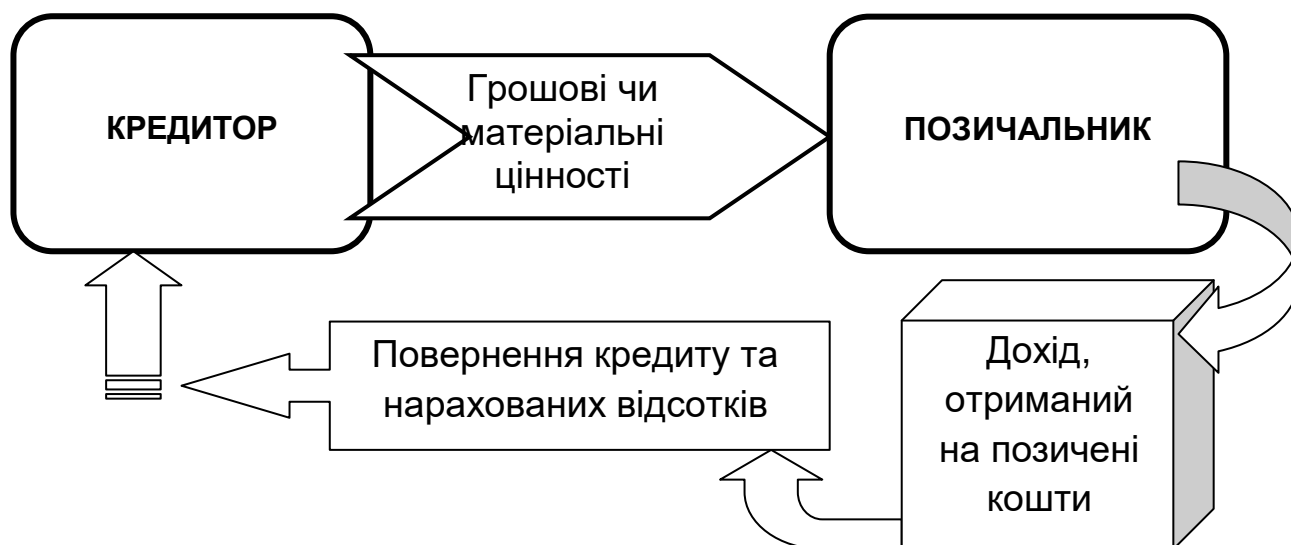 КРЕДИТОР
Грошові чи
матеріальні
цінності
ПОЗИЧАЛЬНИК
Дохід,
отриманий
на позичені
кошти
Повернення кредиту та
нарахованих відсотків